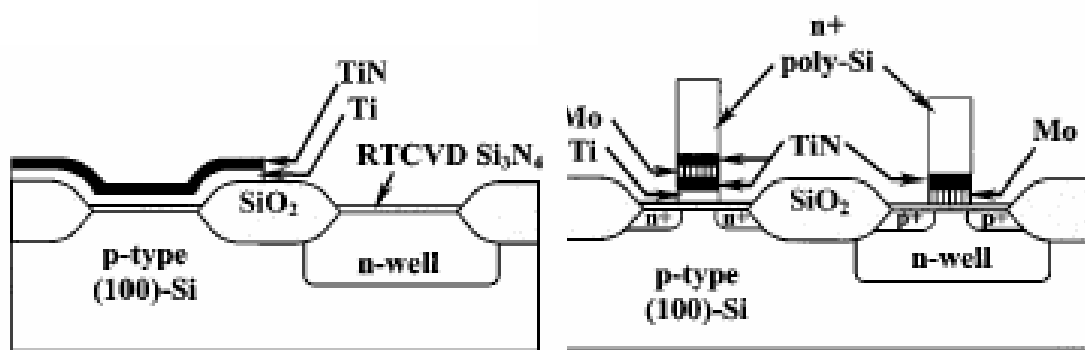 TiN
Ti
RTCVD Si₃N₄
SiO₂
p-type
(100)-Si
n-well
n+
poly-Si
Mo
Ti
TiN
Mo
SiO₂
n+
n+
p+
p+
n-well
p-type
(100)-Si